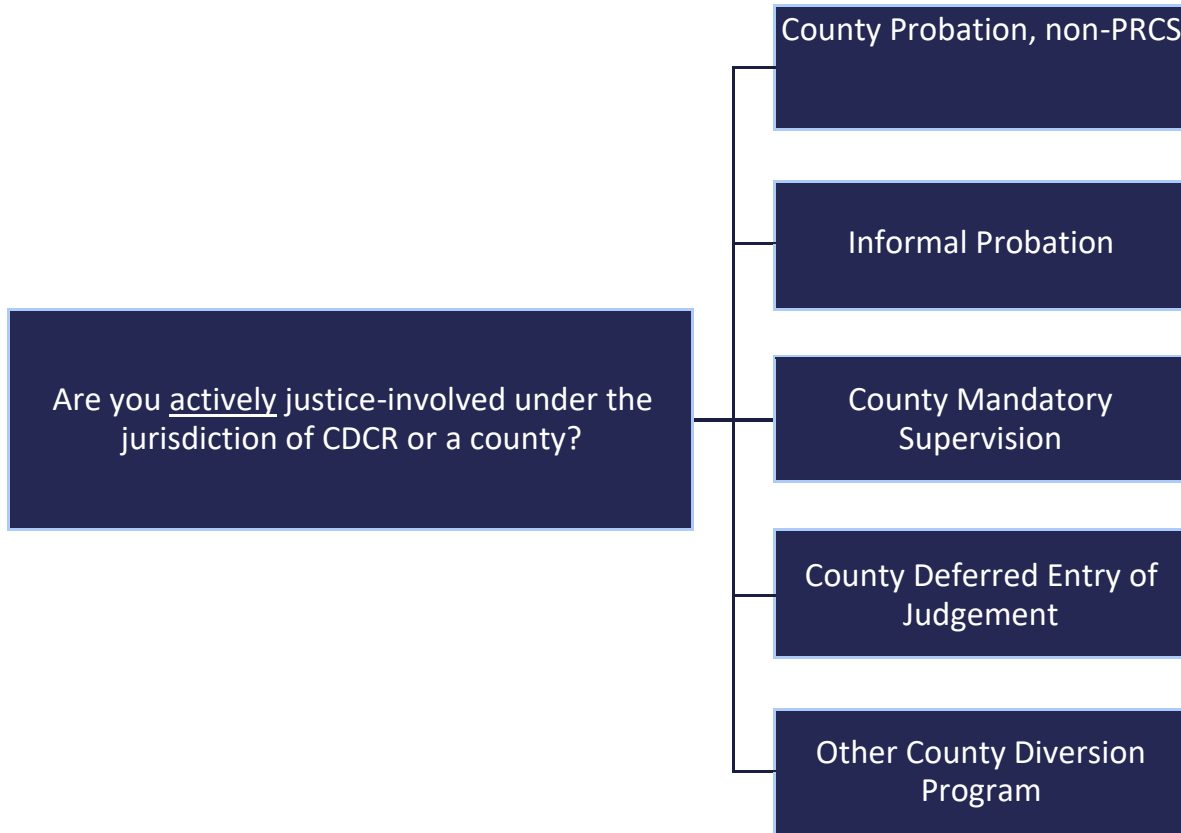 County Probation, non-PRCS
Informal Probation
Are you actively justice-involved under the
jurisdiction of CDCR or a county?
County Mandatory
Supervision
County Deferred Entry of
Judgement
Other County Diversion
Program